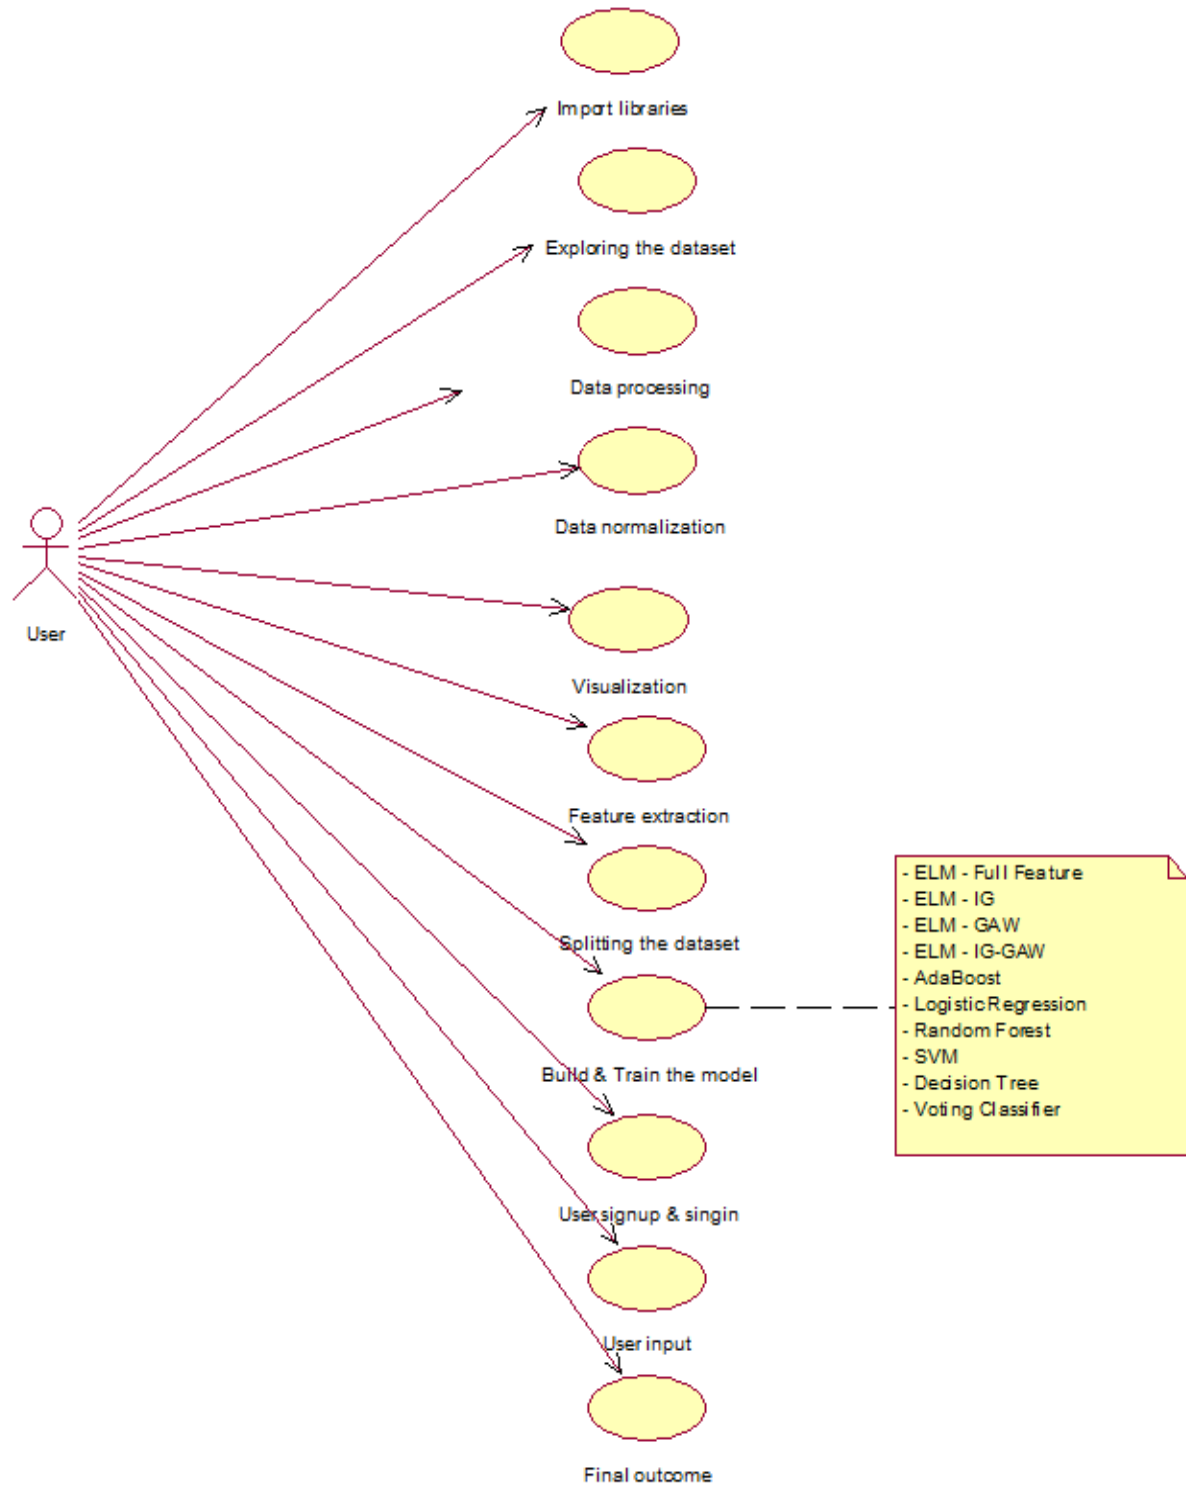 Import libraries
Exploring the dataset
Data processing
Data normalization
User
Visualization
Feature extraction
Splitting the dataset
- ELM - Full Feature
- ELM - IG
- ELM - GAW
- ELM - IG-GAW
- AdaBoost
- Logistic Regression
- Random Forest
- SVM
- Decision Tree
- Voting Classifier
Build & Train the model
User signup & singin
User input
Final outcome